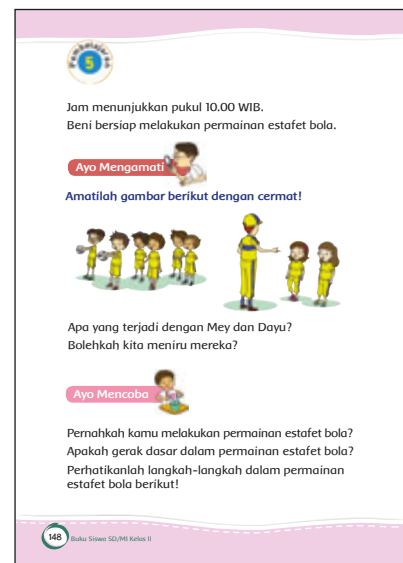 Pembelajaran
5
Jam menunjukkan pukul 10.00 WIB.
Beni bersiap melakukan permainan estafet bola.
Ayo Mengamati
Amatilah gambar berikut dengan cermat!
Apa yang terjadi dengan Mey dan Dayu?
Bolehkah kita meniru mereka?
Ayo Mencoba
Pernahkah kamu melakukan permainan estafet bola?
Apakah gerak dasar dalam permainan estafet bola?
Perhatikanlah langkah-langkah dalam permainan
estafet bola berikut!
148
Buku Siswa SD/MI Kelas II